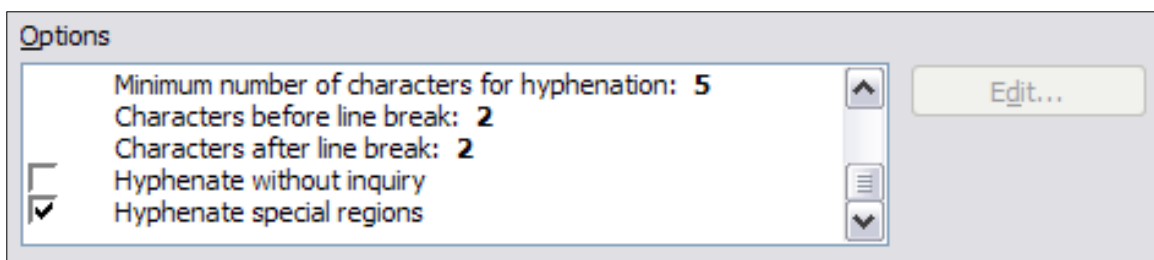 Options
Minimum number of characters for hyphenation: 5
Edit...
Characters before line break: 2
Characters after line break: 2
Hyphenate without inquiry
Hyphenate special regions